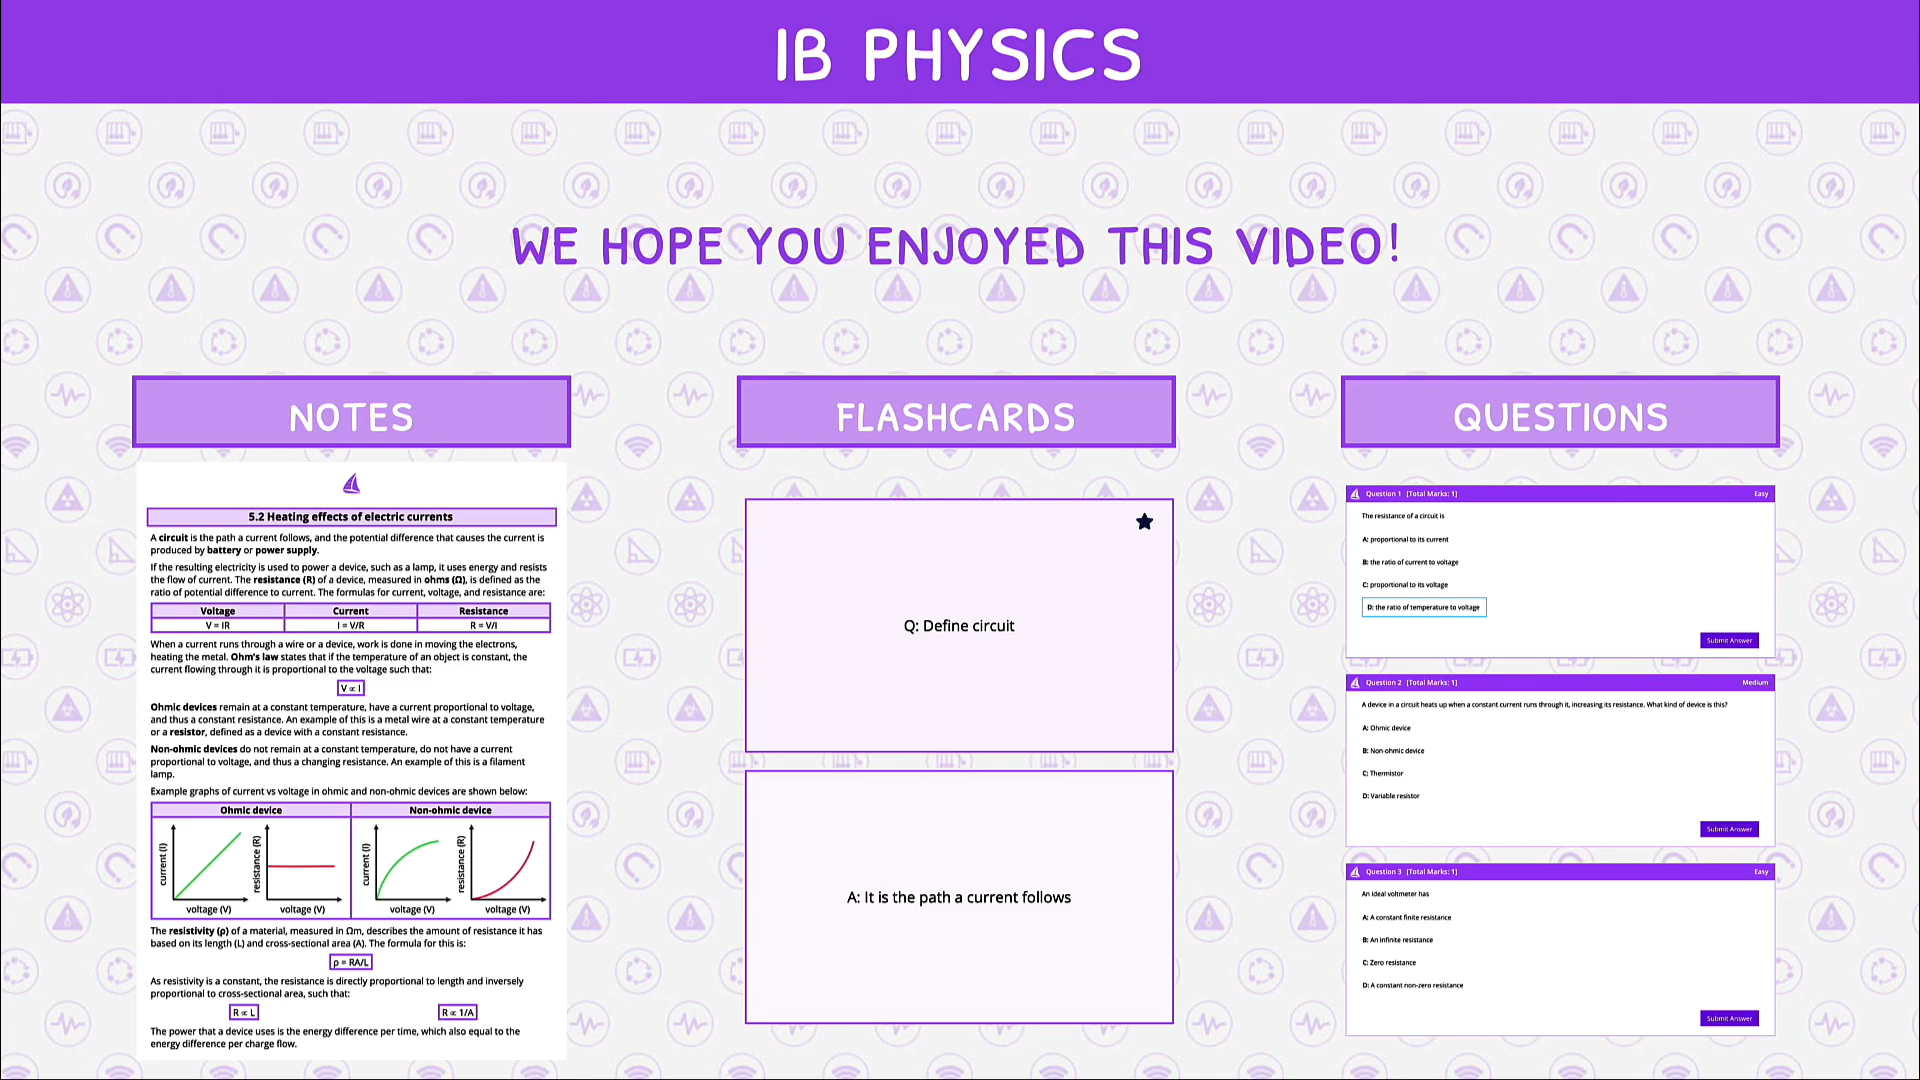 IB PHYSICS
WE HOPE YOU ENJOYED THIS VIDEO!
NOTES
5.2 Heating effects of electric currents
A circuit is the path a current follows, and the potential difference that causes the current is
produced by battery or power supply.
If the resulting electricity is used to power a device, such as a lamp, it uses energy and resists
the flow of current. The resistance (R) of a device, measured in ohms (Ω), is defined as the
ratio of potential difference to current. The formulas for current, voltage, and resistance are:
Voltage Current Resistance
V = IR I = V/R R = V/I
When a current runs through a wire or a device, work is done in moving the electrons,
heating the metal. Ohm's law states that if the temperature of an object is constant, the
current flowing through it is proportional to the voltage such that:
V ∝ I
Ohmic devices remain at a constant temperature, have a current proportional to voltage,
and thus a constant resistance. An example of this is a metal wire at a constant temperature
or a resistor, defined as a device with a constant resistance.
Non-ohmic devices do not remain at a constant temperature, do not have a current
proportional to voltage, and thus a changing resistance. An example of this is a filament
lamp.
Example graphs of current vs voltage in ohmic and non-ohmic devices are shown below:
Ohmic device Non-ohmic device
current (I) resistance (R) current (I) resistance (R)
voltage (V) voltage (V) voltage (V) voltage (V)
The resistivity (ρ) of a material, measured in Ωm, describes the amount of resistance it has
based on its length (L) and cross-sectional area (A). The formula for this is:
ρ = RA/L
As resistivity is a constant, the resistance is directly proportional to length and inversely
proportional to cross-sectional area, such that:
R ∝ L R ∝ 1/A
The power that a device uses is the energy difference per time, which also equal to the
energy difference per charge flow.
FLASHCARDS
Q: Define circuit
A: It is the path a current follows
QUESTIONS
Question 1 [Total Marks: 1] Easy
The resistance of a circuit is
A: proportional to its current
B: the ratio of current to voltage
C: proportional to its voltage
D: the ratio of temperature to voltage
Submit Answer
Question 2 [Total Marks: 1] Medium
A device in a circuit heats up when a constant current runs through it, increasing its resistance. What kind of device is this?
A: Ohmic device
B: Non-ohmic device
C: Thermistor
D: Variable resistor
Submit Answer
Question 3 [Total Marks: 1] Easy
An ideal voltmeter has
A: A constant finite resistance
B: An infinite resistance
C: Zero resistance
D: A constant non-zero resistance
Submit Answer